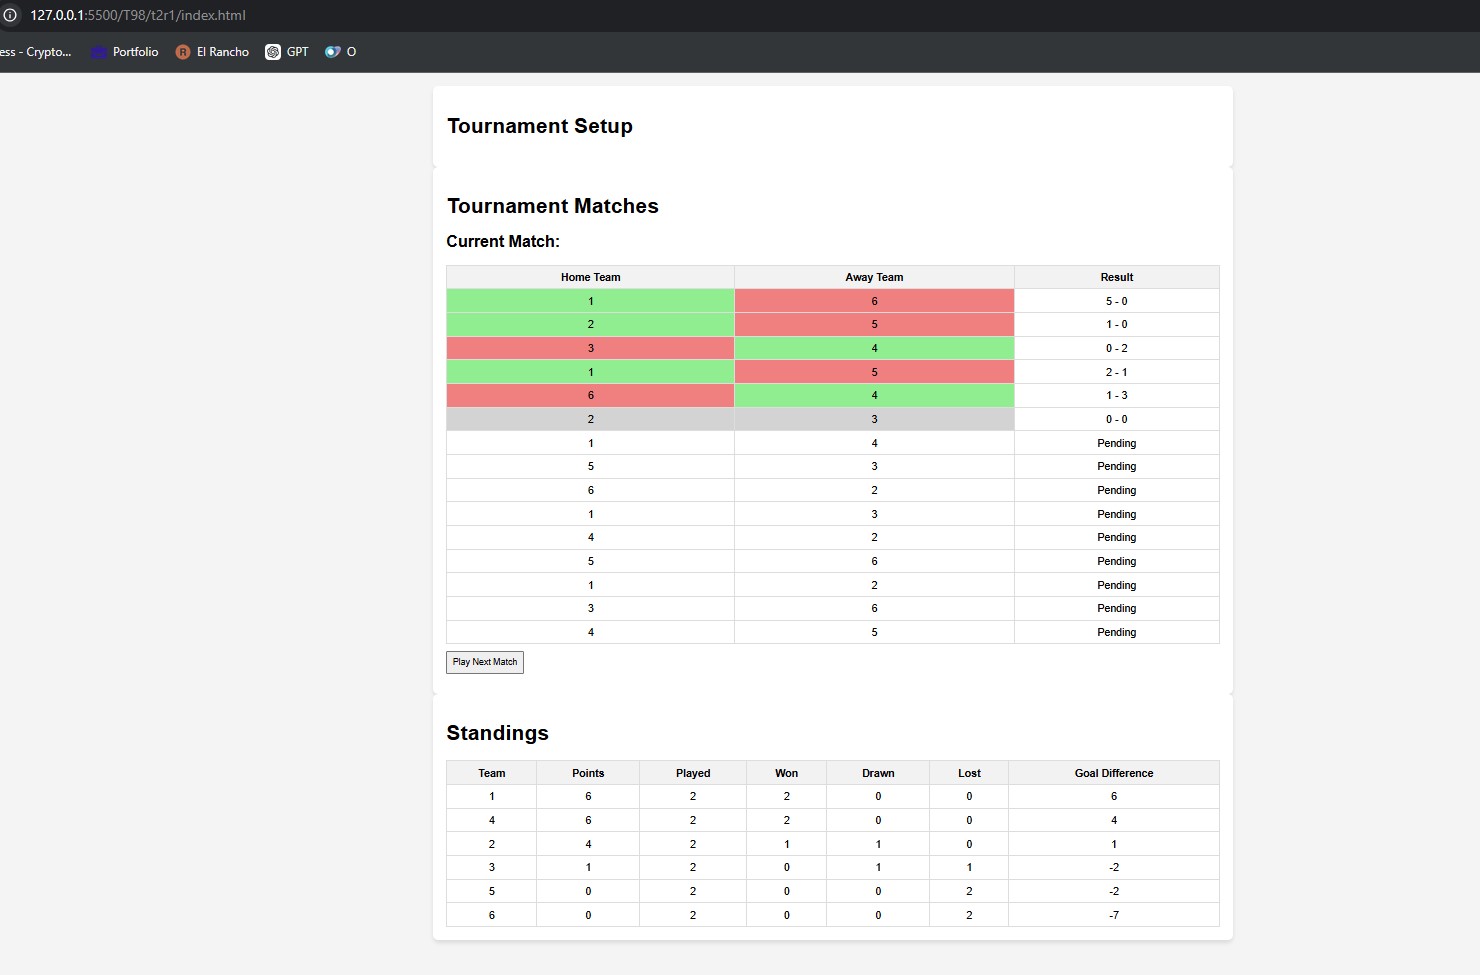 127.0.0.1:5500/T98/t2r1/index.html
ess - Crypto... Portfolio R El Rancho GPT O
Tournament Setup
Tournament Matches
Current Match:
Home Team Away Team Result
1 6 5 - 0
2 5 1 - 0
3 4 0 - 2
1 5 2 - 1
6 4 1 - 3
2 3 0 - 0
1 4 Pending
5 3 Pending
6 2 Pending
1 3 Pending
4 2 Pending
5 6 Pending
1 2 Pending
3 6 Pending
4 5 Pending
Play Next Match
Standings
Team Points Played Won Drawn Lost Goal Difference
1 6 2 2 0 0 6
4 6 2 2 0 0 4
2 4 2 1 1 0 1
3 1 2 0 1 1 -2
5 0 2 0 0 2 -2
6 0 2 0 0 2 -7